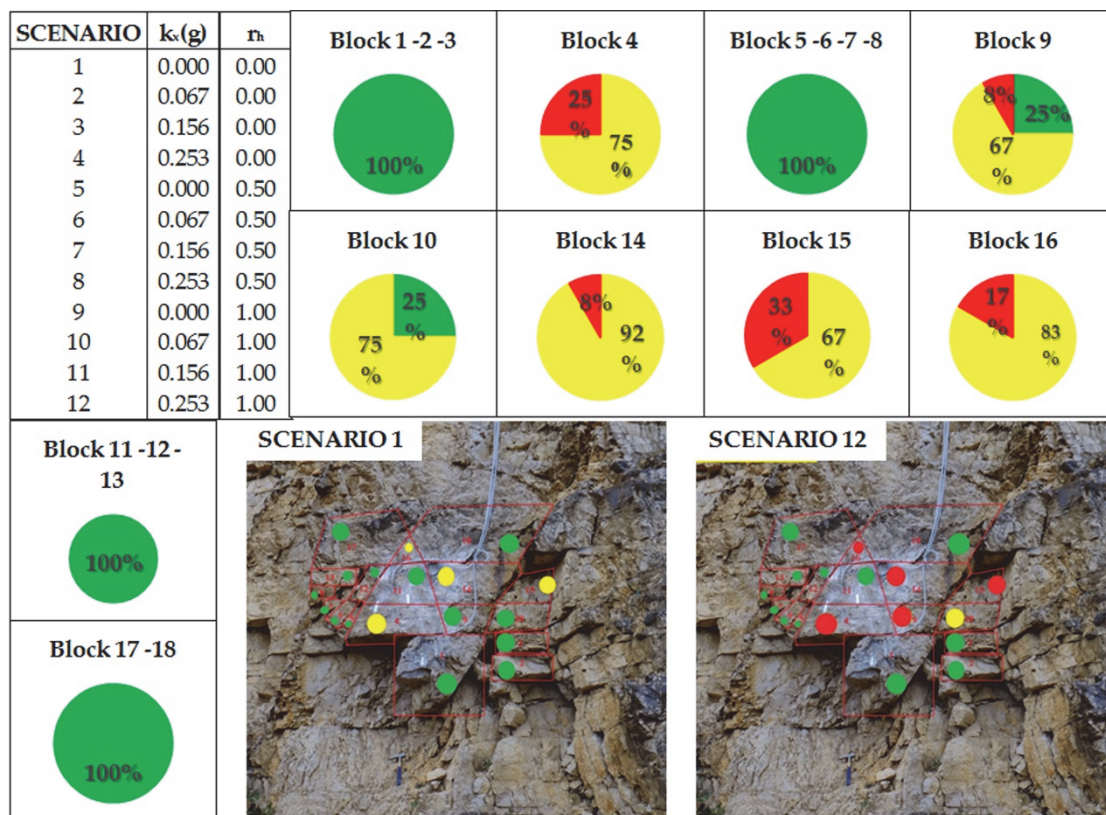 SCENARIO kx(g) rh
1 0.000 0.00
2 0.067 0.00
3 0.156 0.00
4 0.253 0.00
5 0.000 0.50
6 0.067 0.50
7 0.156 0.50
8 0.253 0.50
9 0.000 1.00
10 0.067 1.00
11 0.156 1.00
12 0.253 1.00
Block 1 -2 -3
100%
Block 4
25
%
75
%
Block 5 -6 -7 -8
100%
Block 9
8%
25%
67
%
Block 10
25
%
75
%
Block 14
8%
92
%
Block 15
33
%
67
%
Block 16
17
%
83
%
Block 11 -12 -
13
100%
Block 17 -18
100%
SCENARIO 1
SCENARIO 12